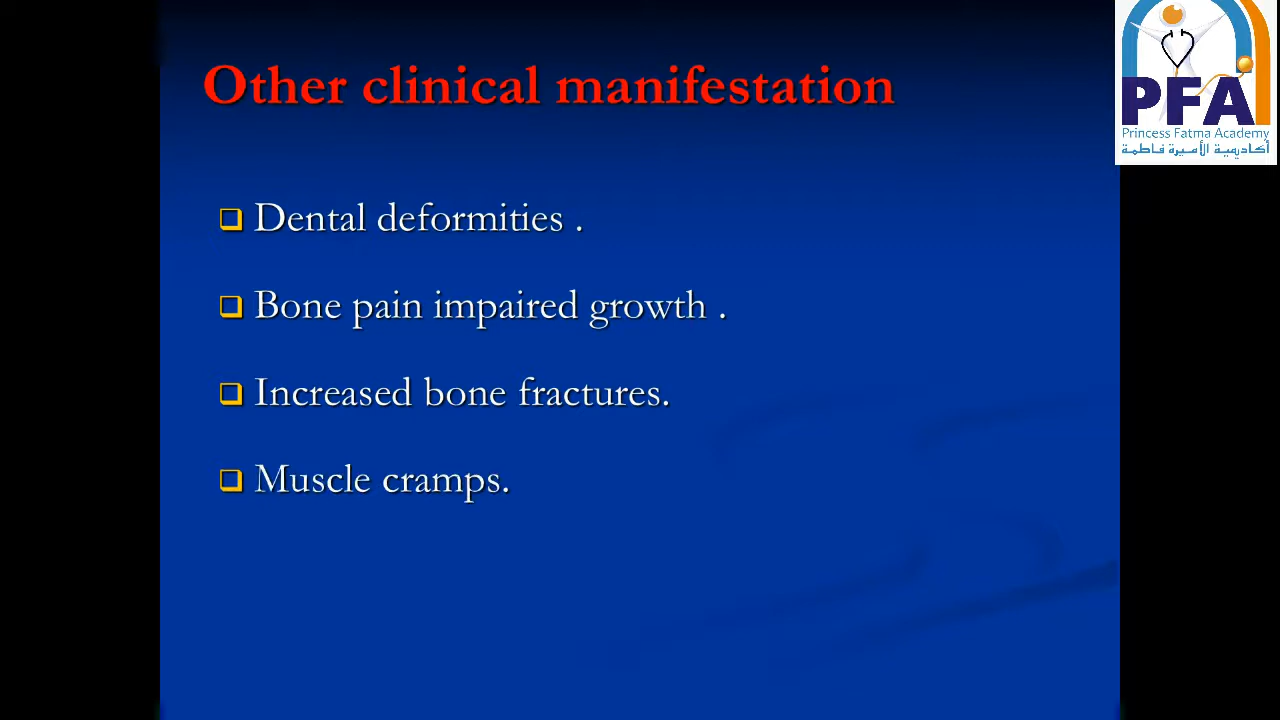 Other clinical manifestation
PFA
Princess Fatma Academy
أكاديمية الأميرة فاطمة
Dental deformities .
Bone pain impaired growth .
Increased bone fractures.
Muscle cramps.